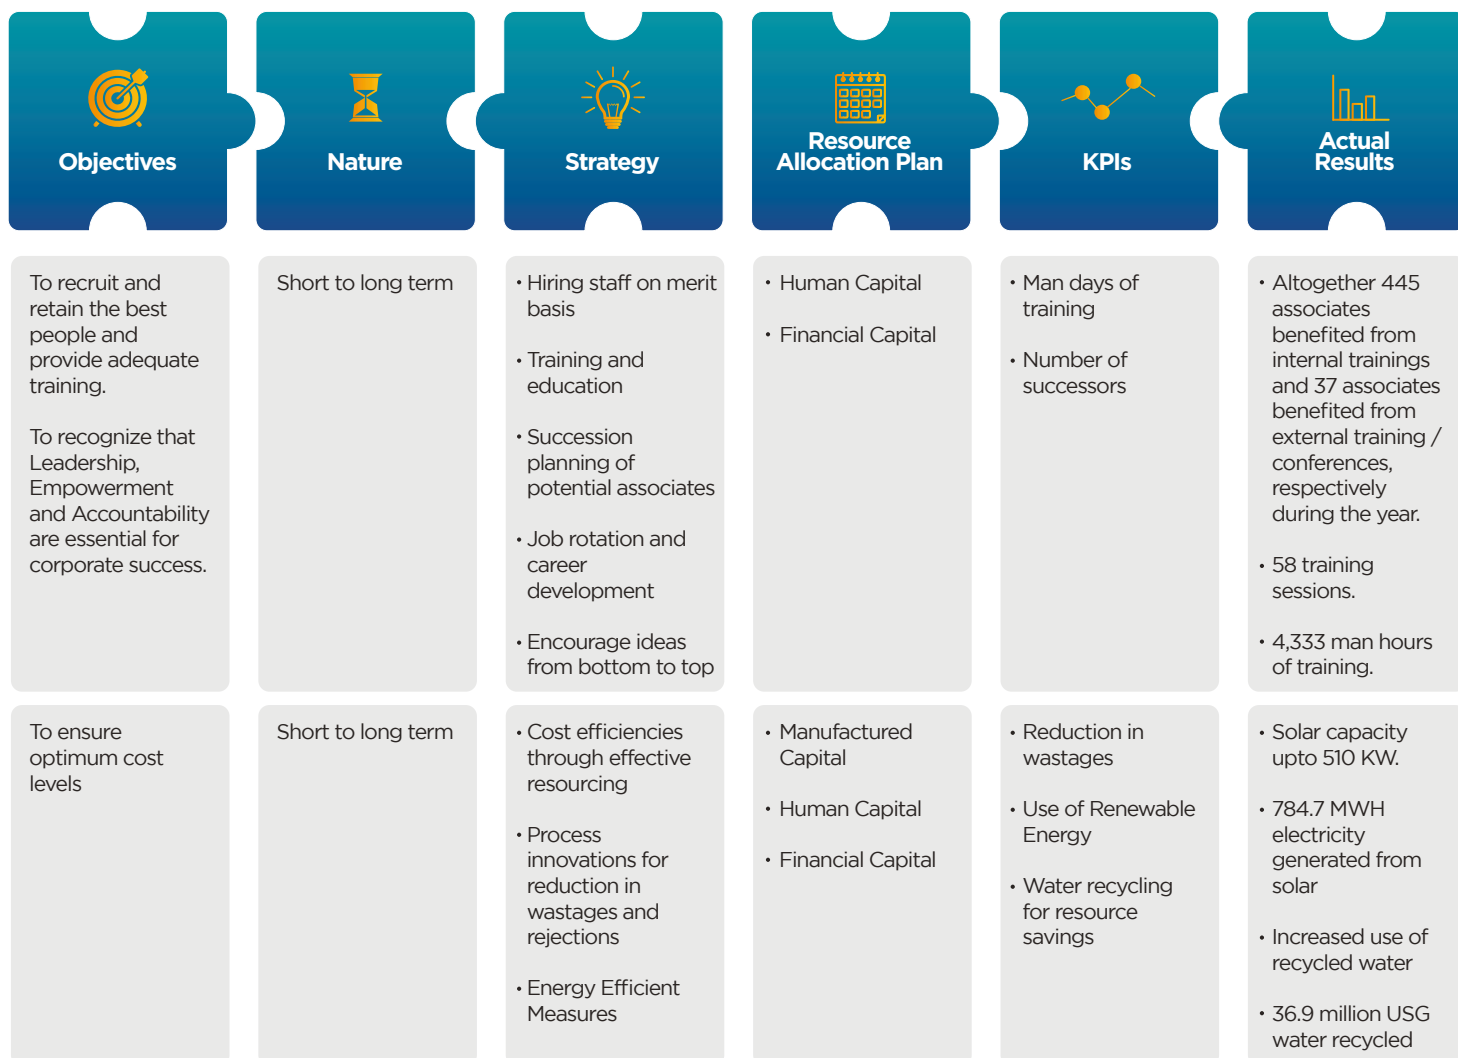 Objectives
Nature
Strategy
Resource
Allocation Plan
KPIs
Actual
Results
To recruit and
retain the best
people and
provide adequate
training.
To recognize that
Leadership,
Empowerment
and Accountability
are essential for
corporate success.
Short to long term
• Hiring staff on merit
basis
• Training and
education
• Succession
planning of
potential associates
• Job rotation and
career
development
• Encourage ideas
from bottom to top
• Human Capital
• Financial Capital
• Man days of
training
• Number of
successors
• Altogether 445
associates
benefited from
internal trainings
and 37 associates
benefited from
external training /
conferences,
respectively
during the year.
• 58 training
sessions.
• 4,333 man hours
of training.
To ensure
optimum cost
levels
Short to long term
• Cost efficiencies
through effective
resourcing
• Process
innovations for
reduction in
wastages and
rejections
• Energy Efficient
Measures
• Manufactured
Capital
• Human Capital
• Financial Capital
• Reduction in
wastages
• Use of Renewable
Energy
• Water recycling
for resource
savings
• Solar capacity
upto 510 KW.
• 784.7 MWH
electricity
generated from
solar
• Increased use of
recycled water
• 36.9 million USG
water recycled